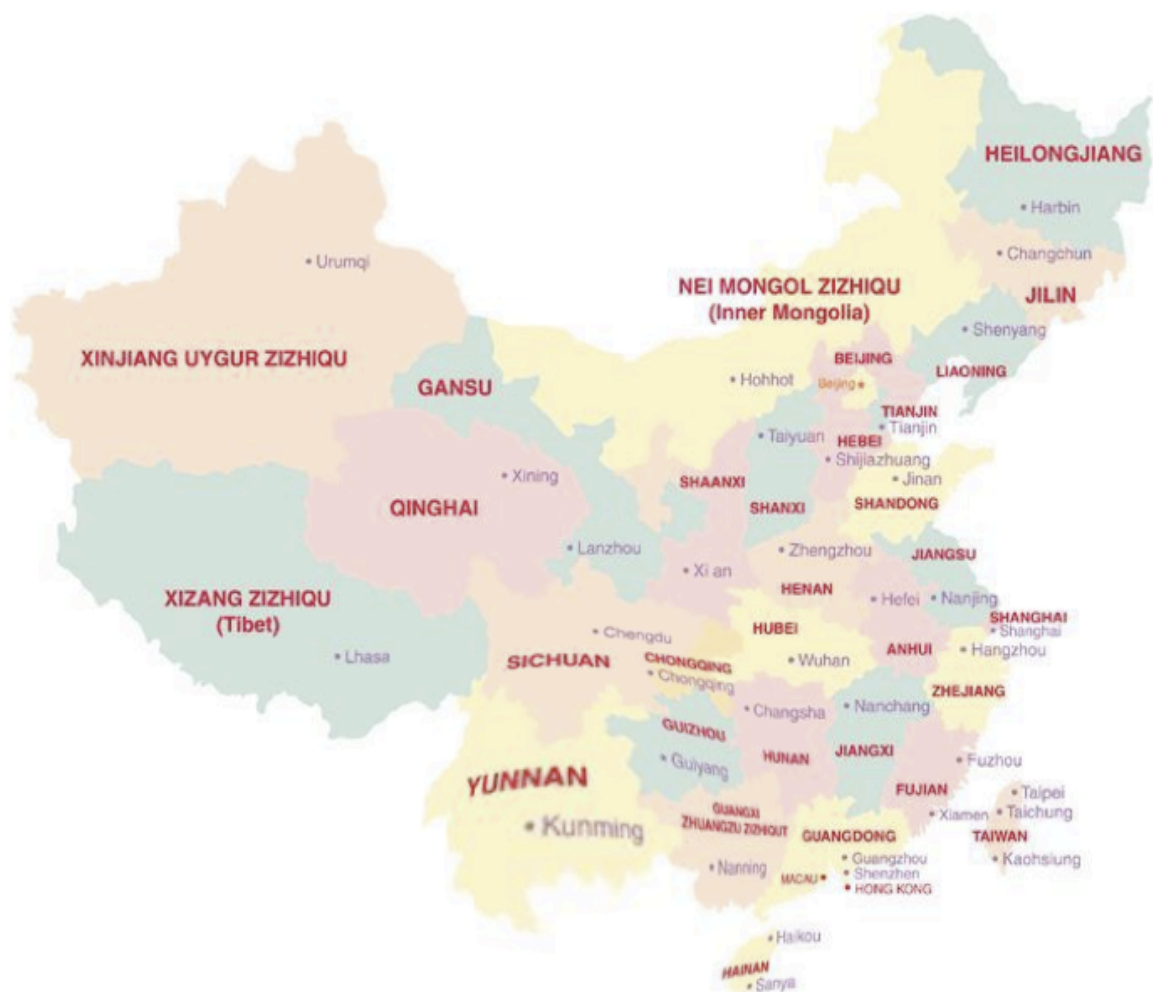 HEILONGJIANG
Harbin
Changchun
Urumqi
NEI MONGOL ZIZHIQU
(Inner Mongolia)
JILIN
Shenyang
XINJIANG UYGUR ZIZHIQU
BEIJING
LIAONING
GANSU
Hohhot
Beijing
TIANJIN
Tianjin
Taiyuan
HEBEI
Shijiazhuang
Xining
Jinan
SHAANXI
SHANDONG
QINGHAI
SHANXI
Lanzhou
Zhengzhou
JIANGSU
Xi an
HENAN
Hefei
Nanjing
XIZANG ZIZHIQU
(Tibet)
SHANGHAI
Shanghai
Chengdu
HUBEI
ANHUI
Hangzhou
Lhasa
SICHUAN
CHONGQING
Wuhan
Chongqing
ZHEJIANG
Changsha
Nanchang
GUIZHOU
JIANGXI
Guiyang
HUNAN
Fuzhou
YUNNAN
FUJIAN
Taipei
GUANGXI
ZHUANGZU ZIZHIQUT
Xiamen
Taichung
Kunming
GUANGDONG
TAIWAN
Guangzhou
Kaohsiung
Nanning
Shenzhen
MACAU
HONG KONG
Haikou
HAINAN
Sanya